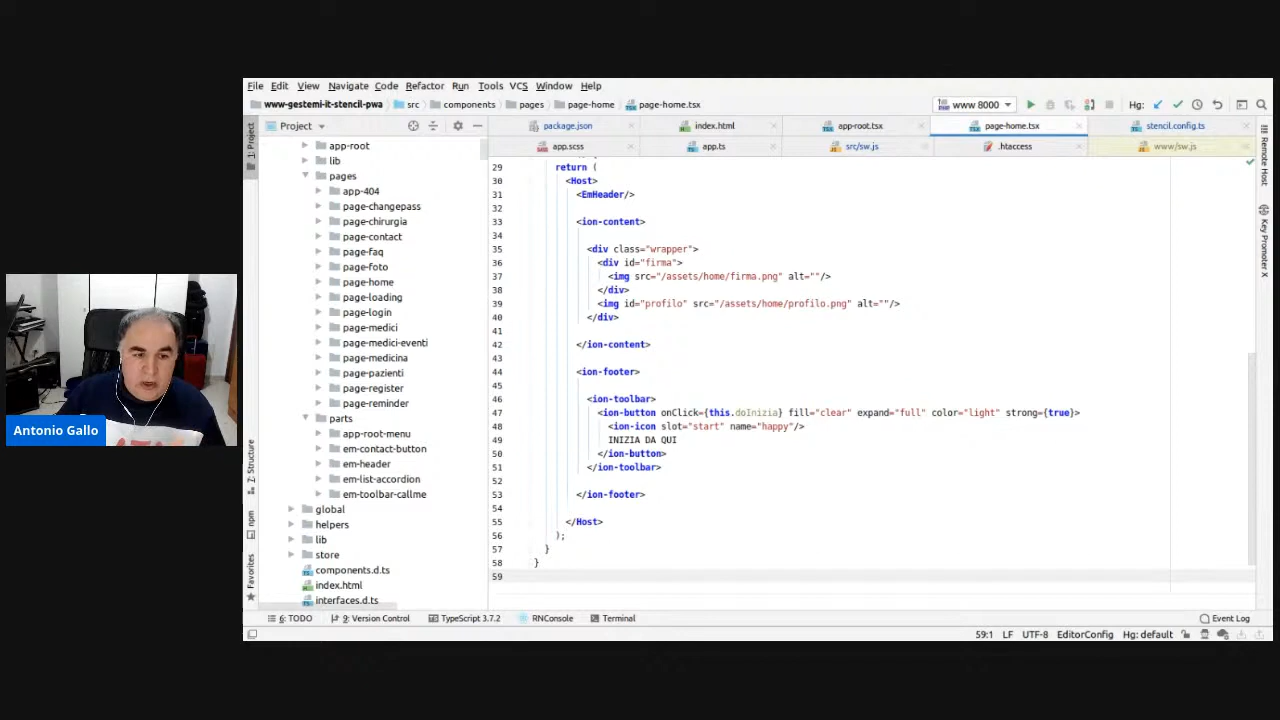 File Edit View Navigate Code Refactor Run Tools VCS Window Help
www-gestemi-it-stencil-pwa src components pages page-home page-home.tsx www 8000 Hg:
Project package.json index.html app-root.tsx page-home.tsx stencil.config.ts
app.scss app.ts src/sw.js .htaccess www/sw.js
1: Project
Z: Structure
npm
Favorites
app-root
lib
pages
app-404
page-changepass
page-chirurgia
page-contact
page-faq
page-foto
page-home
page-loading
page-login
page-medici
page-medici-eventi
page-medicina
page-pazienti
page-register
page-reminder
parts
app-root-menu
em-contact-button
em-header
em-list-accordion
em-toolbar-callme
global
helpers
lib
store
components.d.ts
index.html
interfaces.d.ts
29 return (
30 <Host>
31 <EmHeader/>
32
33 <ion-content>
34
35 <div class="wrapper">
36 <div id="firma">
37 <img src="/assets/home/firma.png" alt=""/>
38 </div>
39 <img id="profilo" src="/assets/home/profilo.png" alt=""/>
40 </div>
41
42 </ion-content>
43
44 <ion-footer>
45
46 <ion-toolbar>
47 <ion-button onClick={this.doInizia} fill="clear" expand="full" color="light" strong={true}>
48 <ion-icon slot="start" name="happy"/>
49 INIZIA DA QUI
50 </ion-button>
51 </ion-toolbar>
52
53 </ion-footer>
54
55 </Host>
56 );
57 }
58 }
59
Remote Host
Key Promoter X
6: TODO 9: Version Control TypeScript 3.7.2 RNConsole Terminal Event Log
59:1 LF UTF-8 EditorConfig Hg: default
Antonio Gallo